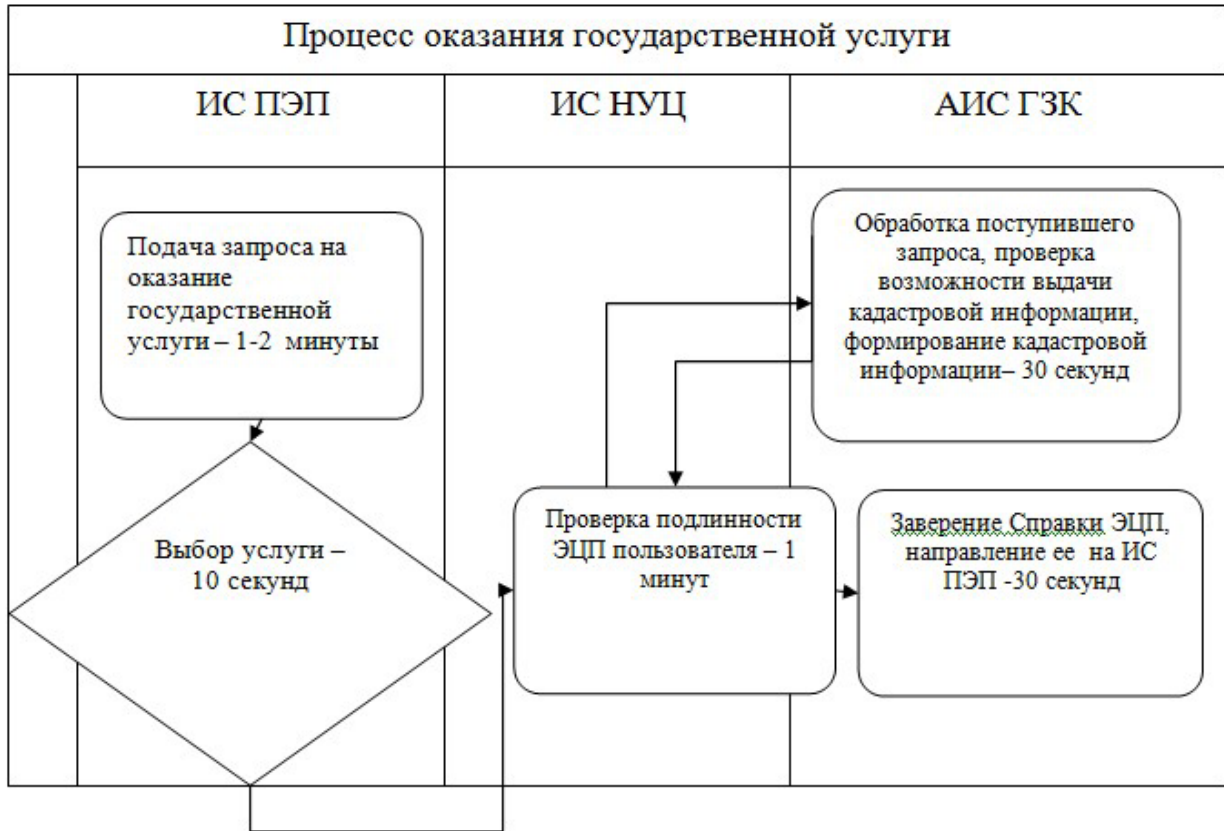 Процесс оказания государственной услуги
ИС ПЭП
ИС НУЦ
АИС ГЗК
Подача запроса на
оказание
государственной
услуги – 1-2 минуты
Обработка поступившего
запроса, проверка
возможности выдачи
кадастровой информации,
формирование кадастровой
информации– 30 секунд
Выбор услуги –
10 секунд
Проверка подлинности
ЭЦП пользователя – 1
минут
Заверение Справки ЭЦП,
направление ее на ИС
ПЭП -30 секунд